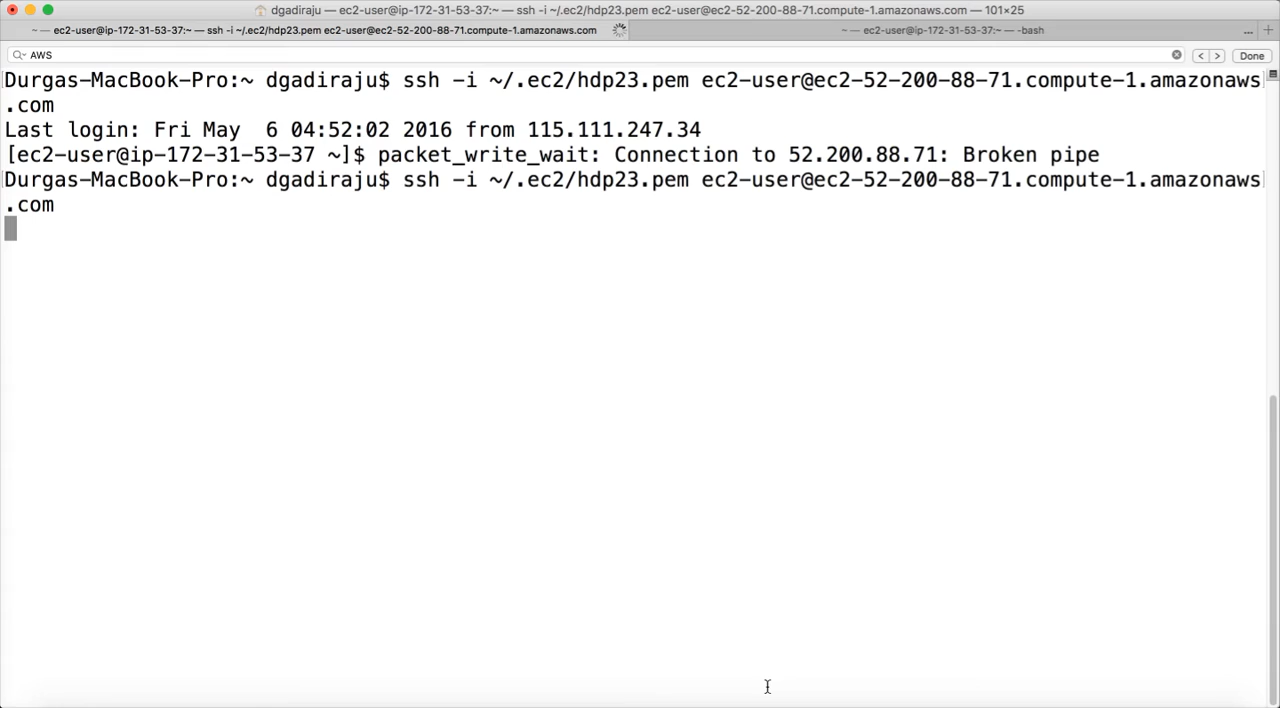 dgadiraju — ec2-user@ip-172-31-53-37:~ — ssh -i ~/.ec2/hdp23.pem ec2-user@ec2-52-200-88-71.compute-1.amazonaws.com — 101×25
~ — ec2-user@ip-172-31-53-37:~ — ssh -i ~/.ec2/hdp23.pem ec2-user@ec2-52-200-88-71.compute-1.amazonaws.com
~ — ec2-user@ip-172-31-53-37:~ — -bash
AWS
Done
Durgas-MacBook-Pro:~ dgadiraju$ ssh -i ~/.ec2/hdp23.pem ec2-user@ec2-52-200-88-71.compute-1.amazonaws
.com
Last login: Fri May  6 04:52:02 2016 from 115.111.247.34
[ec2-user@ip-172-31-53-37 ~]$ packet_write_wait: Connection to 52.200.88.71: Broken pipe
Durgas-MacBook-Pro:~ dgadiraju$ ssh -i ~/.ec2/hdp23.pem ec2-user@ec2-52-200-88-71.compute-1.amazonaws
.com